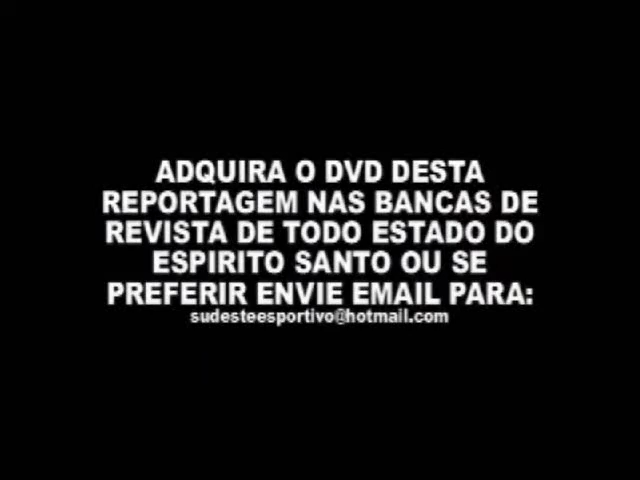 ADQUIRA O DVD DESTA
REPORTAGEM NAS BANCAS DE
REVISTA DE TODO ESTADO DO
ESPIRITO SANTO OU SE
PREFERIR ENVIE EMAIL PARA:
sudesteesportivo@hotmail.com